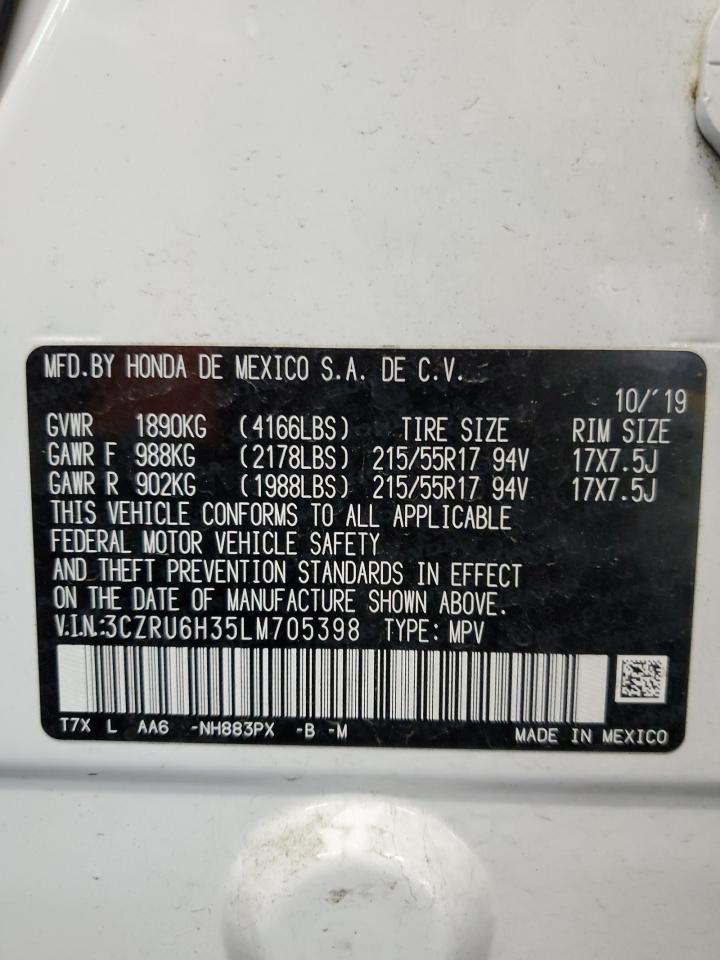 MFD.BY HONDA DE MEXICO S.A. DE C.V.
10/'19
GVWR 1890KG (4166LBS) TIRE SIZE RIM SIZE
GAWR F 988KG (2178LBS) 215/55R17 94V 17X7.5J
GAWR R 902KG (1988LBS) 215/55R17 94V 17X7.5J
THIS VEHICLE CONFORMS TO ALL APPLICABLE
FEDERAL MOTOR VEHICLE SAFETY
AND THEFT PREVENTION STANDARDS IN EFFECT
ON THE DATE OF MANUFACTURE SHOWN ABOVE.
V.I.N.:3CZRU6H35LM705398 TYPE: MPV
T7X L AA6 -NH883PX -B -M MADE IN MEXICO